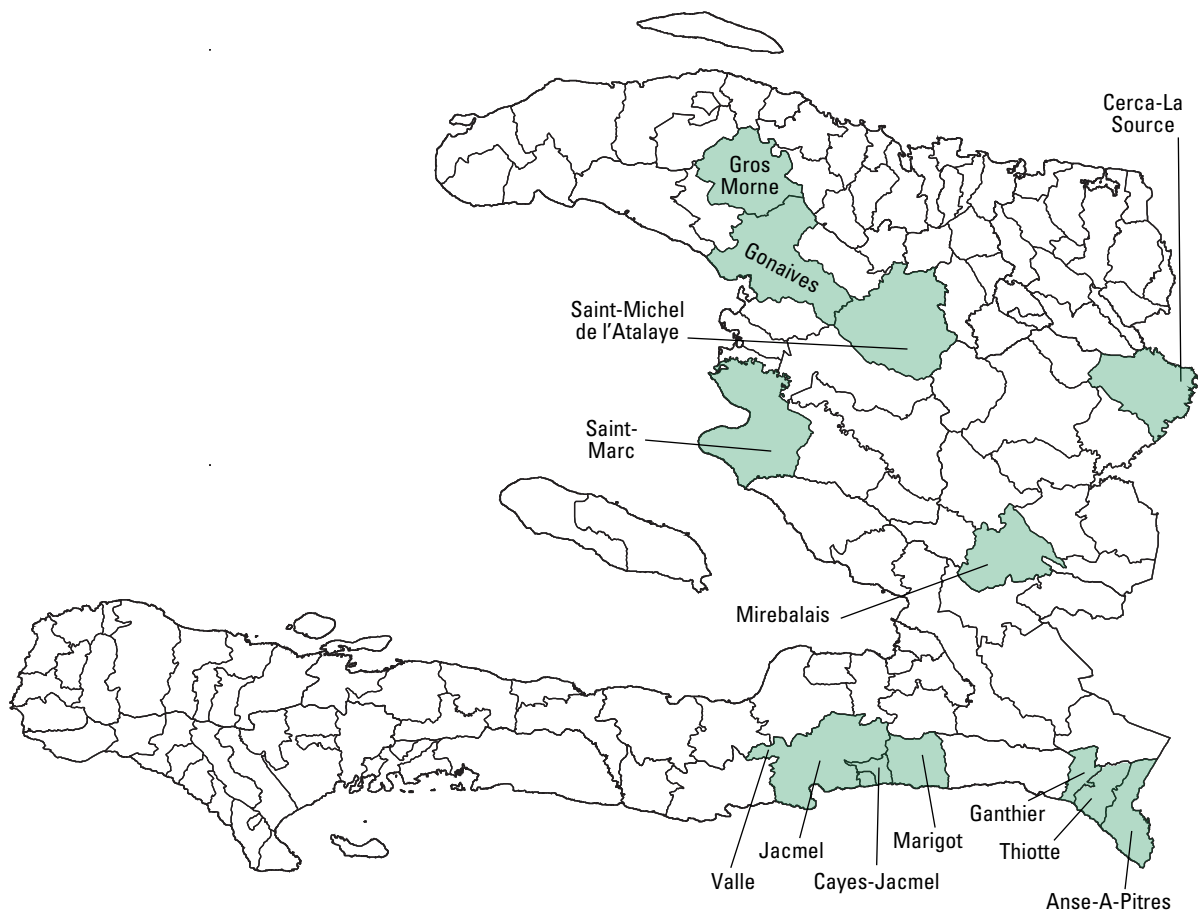 Cerca-La
Source
Gros
Morne
Gonaives
Saint-Michel
de l'Atalaye
Saint-
Marc
Mirebalais
Ganthier
Marigot
Thiotte
Jacmel
Valle
Cayes-Jacmel
Anse-A-Pitres